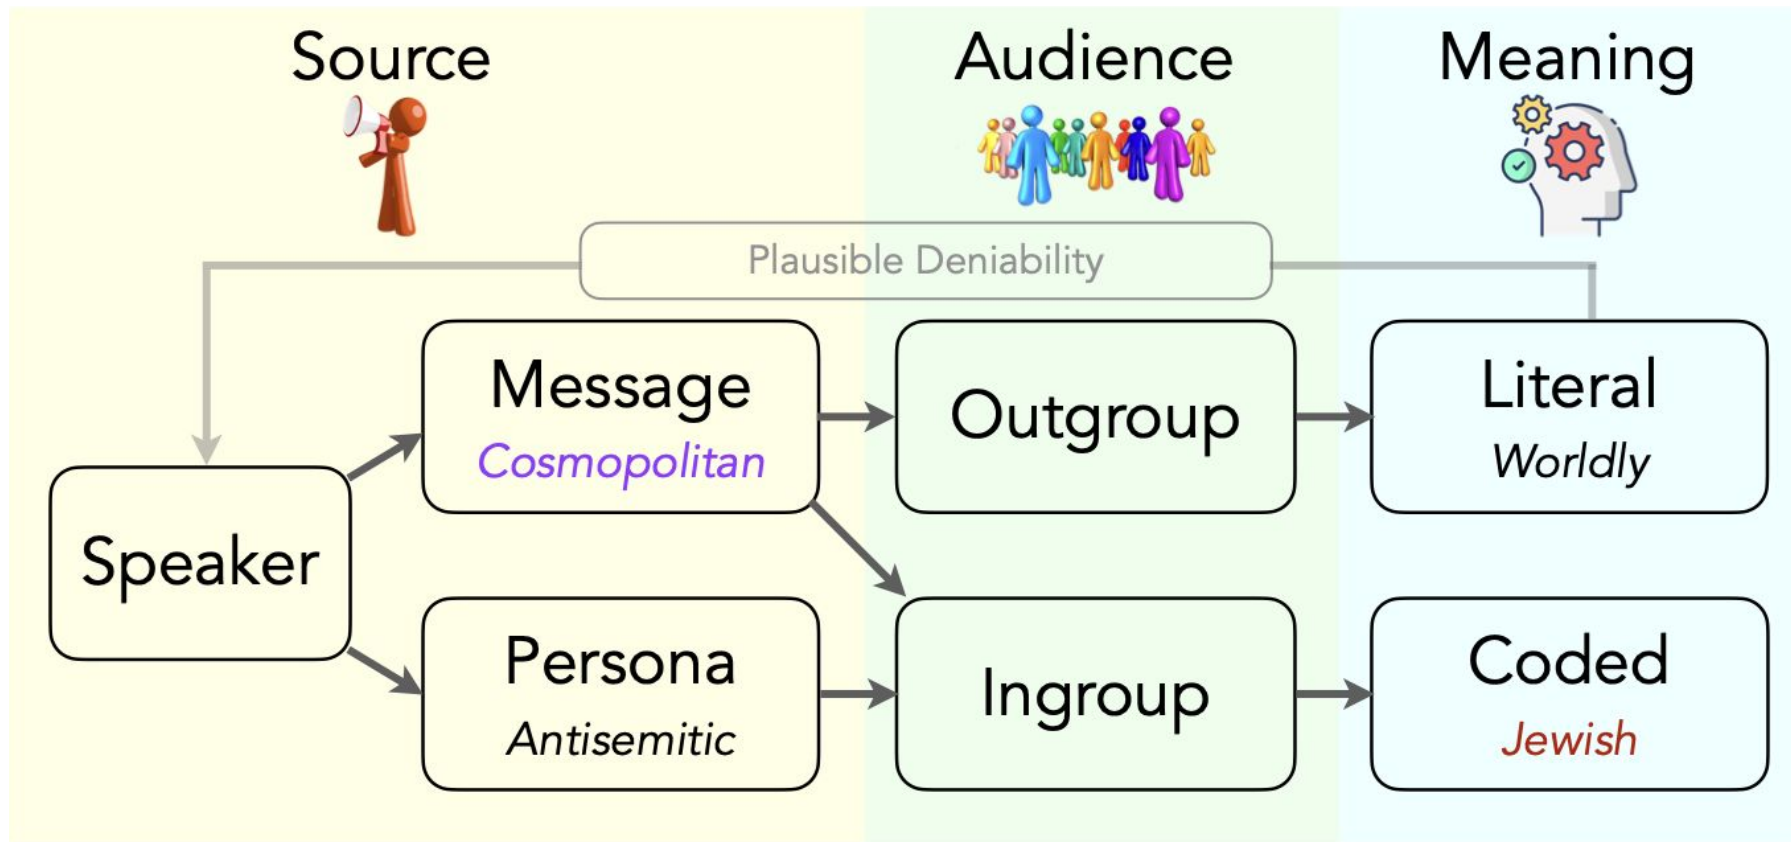 Source
Audience
Meaning
Plausible Deniability
Message
Cosmopolitan
Outgroup
Literal
Worldly
Speaker
Persona
Antisemitic
Ingroup
Coded
Jewish